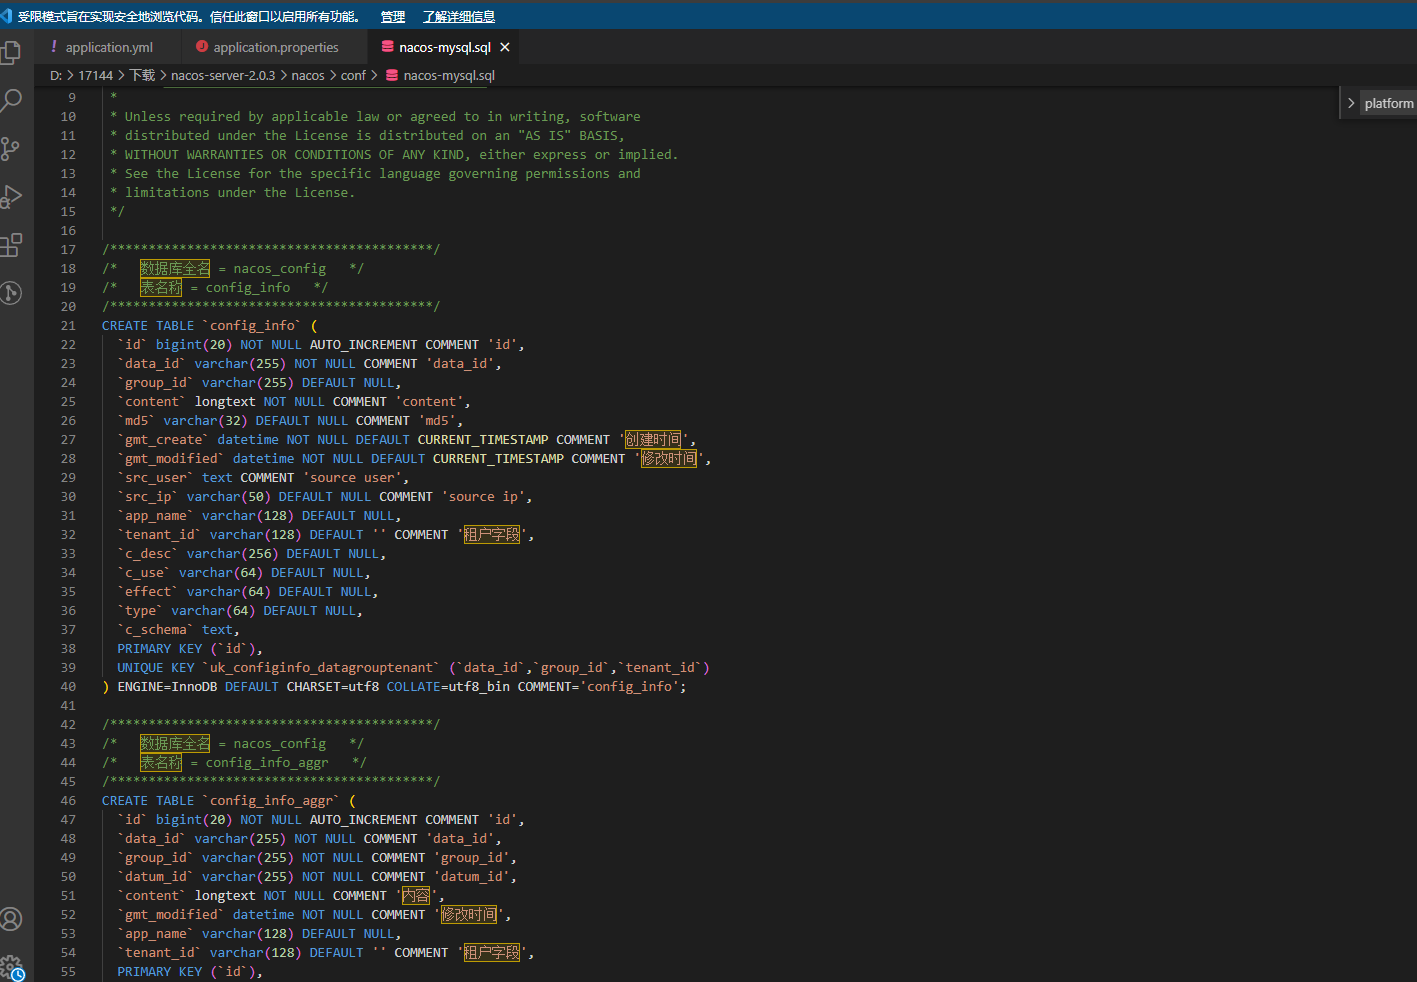 受限模式旨在实现安全地浏览代码。信任此窗口以启用所有功能。 管理 了解详细信息
! application.yml application.properties nacos-mysql.sql ×
D: > 17144 > 下载 > nacos-server-2.0.3 > nacos > conf > nacos-mysql.sql
> platform
9 *
10 * Unless required by applicable law or agreed to in writing, software
11 * distributed under the License is distributed on an "AS IS" BASIS,
12 * WITHOUT WARRANTIES OR CONDITIONS OF ANY KIND, either express or implied.
13 * See the License for the specific language governing permissions and
14 * limitations under the License.
15 */
16
17 /******************************************/
18 /*   数据库全名 = nacos_config   */
19 /*   表名称 = config_info   */
20 /******************************************/
21 CREATE TABLE `config_info` (
22   `id` bigint(20) NOT NULL AUTO_INCREMENT COMMENT 'id',
23   `data_id` varchar(255) NOT NULL COMMENT 'data_id',
24   `group_id` varchar(255) DEFAULT NULL,
25   `content` longtext NOT NULL COMMENT 'content',
26   `md5` varchar(32) DEFAULT NULL COMMENT 'md5',
27   `gmt_create` datetime NOT NULL DEFAULT CURRENT_TIMESTAMP COMMENT '创建时间',
28   `gmt_modified` datetime NOT NULL DEFAULT CURRENT_TIMESTAMP COMMENT '修改时间',
29   `src_user` text COMMENT 'source user',
30   `src_ip` varchar(50) DEFAULT NULL COMMENT 'source ip',
31   `app_name` varchar(128) DEFAULT NULL,
32   `tenant_id` varchar(128) DEFAULT '' COMMENT '租户字段',
33   `c_desc` varchar(256) DEFAULT NULL,
34   `c_use` varchar(64) DEFAULT NULL,
35   `effect` varchar(64) DEFAULT NULL,
36   `type` varchar(64) DEFAULT NULL,
37   `c_schema` text,
38   PRIMARY KEY (`id`),
39   UNIQUE KEY `uk_configinfo_datagrouptenant` (`data_id`,`group_id`,`tenant_id`)
40 ) ENGINE=InnoDB DEFAULT CHARSET=utf8 COLLATE=utf8_bin COMMENT='config_info';
41
42 /******************************************/
43 /*   数据库全名 = nacos_config   */
44 /*   表名称 = config_info_aggr   */
45 /******************************************/
46 CREATE TABLE `config_info_aggr` (
47   `id` bigint(20) NOT NULL AUTO_INCREMENT COMMENT 'id',
48   `data_id` varchar(255) NOT NULL COMMENT 'data_id',
49   `group_id` varchar(255) NOT NULL COMMENT 'group_id',
50   `datum_id` varchar(255) NOT NULL COMMENT 'datum_id',
51   `content` longtext NOT NULL COMMENT '内容',
52   `gmt_modified` datetime NOT NULL COMMENT '修改时间',
53   `app_name` varchar(128) DEFAULT NULL,
54   `tenant_id` varchar(128) DEFAULT '' COMMENT '租户字段',
55   PRIMARY KEY (`id`),